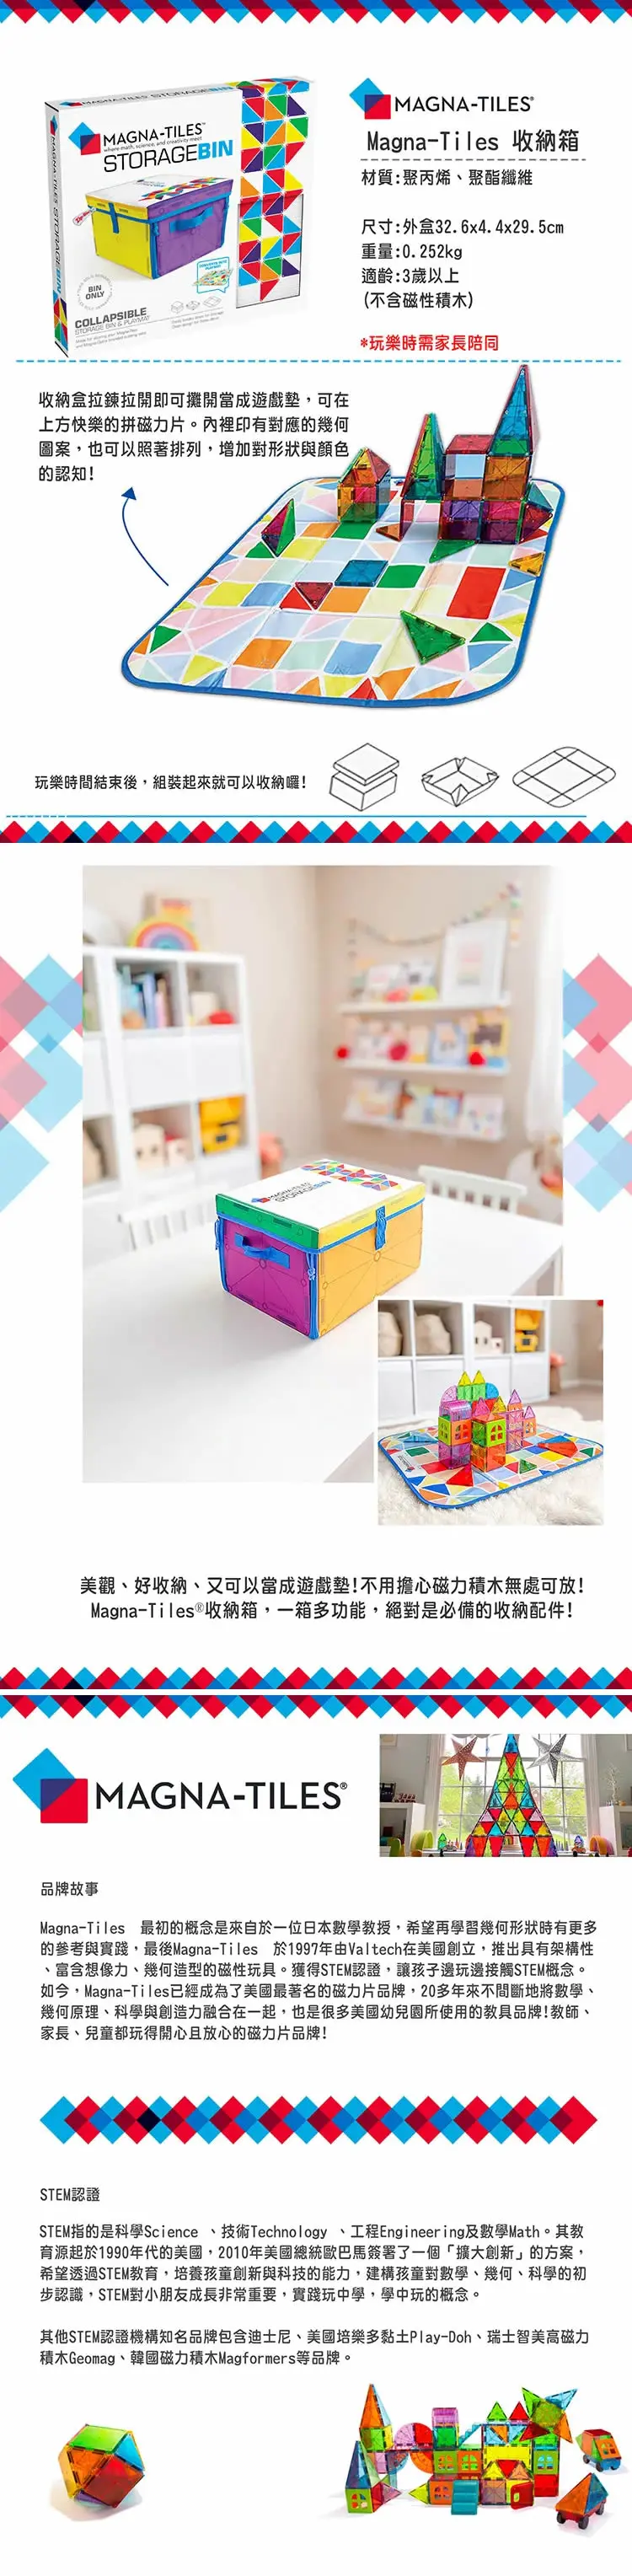 MAGNA-TILES™
where math, science, and creativity meet!
STORAGEBIN
BIN
ONLY
COLLAPSIBLE
STORAGE BIN & PLAYMAT
MAGNA-TILES®
Magna-Tiles 收納箱
材質:聚丙烯、聚酯纖維
尺寸:外盒32.6x4.4x29.5cm
重量:0.252kg
適齡:3歲以上
(不含磁性積木)
*玩樂時需家長陪同
收納盒拉鍊拉開即可攤開當成遊戲墊，可在
上方快樂的拼磁力片。內裡印有對應的幾何
圖案，也可以照著排列，增加對形狀與顏色
的認知!
玩樂時間結束後，組裝起來就可以收納囉!
MAGNA-TILES
STORAGEBIN
美觀、好收納、又可以當成遊戲墊!不用擔心磁力積木無處可放!
Magna-Tiles®收納箱，一箱多功能，絕對是必備的收納配件!
MAGNA-TILES®
品牌故事
Magna-Tiles 最初的概念是來自於一位日本數學教授，希望再學習幾何形狀時有更多
的參考與實踐，最後Magna-Tiles 於1997年由Valtech在美國創立，推出具有架構性
、富含想像力、幾何造型的磁性玩具。獲得STEM認證，讓孩子邊玩邊接觸STEM概念。
如今，Magna-Tiles已經成為了美國最著名的磁力片品牌，20多年來不間斷地將數學、
幾何原理、科學與創造力融合在一起，也是很多美國幼兒園所使用的教具品牌!教師、
家長、兒童都玩得開心且放心的磁力片品牌!
STEM認證
STEM指的是科學Science 、技術Technology 、工程Engineering及數學Math。其教
育源起於1990年代的美國，2010年美國總統歐巴馬簽署了一個「擴大創新」的方案，
希望透過STEM教育，培養孩童創新與科技的能力，建構孩童對數學、幾何、科學的初
步認識，STEM對小朋友成長非常重要，實踐玩中學，學中玩的概念。
其他STEM認證機構知名品牌包含迪士尼、美國培樂多黏土Play-Doh、瑞士智美高磁力
積木Geomag、韓國磁力積木Magformers等品牌。